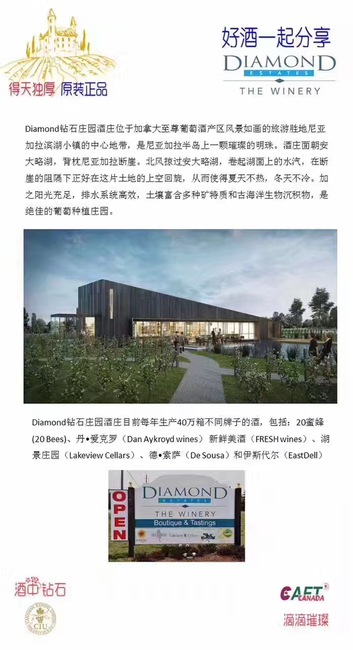 好酒一起分享
得天独厚 原装正品
DIAMOND
ESTATES
THE WINERY
Diamond钻石庄园酒庄位于加拿大至尊葡萄酒产区风景如画的旅游胜地尼亚
加拉滨湖小镇的中心地带，是尼亚加拉半岛上一颗璀璨的明珠。酒庄面朝安
大略湖，背枕尼亚加拉断崖。北风掠过安大略湖，卷起湖面上的水汽，在断
崖的阻隔下正好在这片土地的上空回旋，从而使得夏天不热，冬天不冷。加
之阳光充足，排水系统高效，土壤富含多种矿物质和古海洋生物沉积物，是
绝佳的葡萄种植庄园。
Diamond钻石庄园酒庄目前每年生产40万箱不同牌子的酒，包括：20蜜蜂
(20 Bees)、丹•爱克罗（Dan Aykroyd wines） 新鲜美酒（FRESH wines）、湖
景庄园（Lakeview Cellars）、德•索萨（De Sousa）和伊斯代尔（EastDell）
OPEN
DIAMOND
ESTATES
THE WINERY
Boutique & Tastings
酒中钻石
CIU
GAET®
CANADA
滴滴璀璨